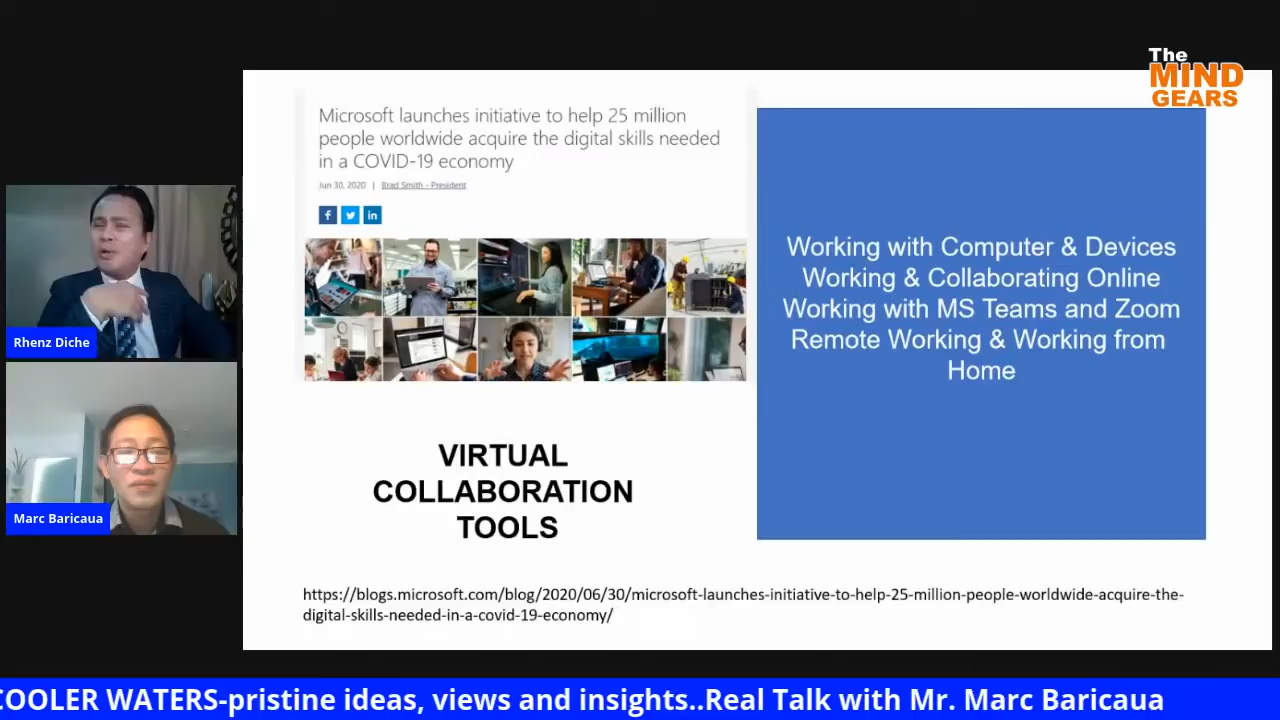 The
MIND
GEARS
Microsoft launches initiative to help 25 million
people worldwide acquire the digital skills needed
in a COVID-19 economy
Jun 30, 2020 | Brad Smith - President
f in
Working with Computer & Devices
Working & Collaborating Online
Working with MS Teams and Zoom
Remote Working & Working from
Home
Rhenz Diche
Marc Baricaua
VIRTUAL
COLLABORATION
TOOLS
https://blogs.microsoft.com/blog/2020/06/30/microsoft-launches-initiative-to-help-25-million-people-worldwide-acquire-the-
digital-skills-needed-in-a-covid-19-economy/
COOLER WATERS-pristine ideas, views and insights..Real Talk with Mr. Marc Baricaua